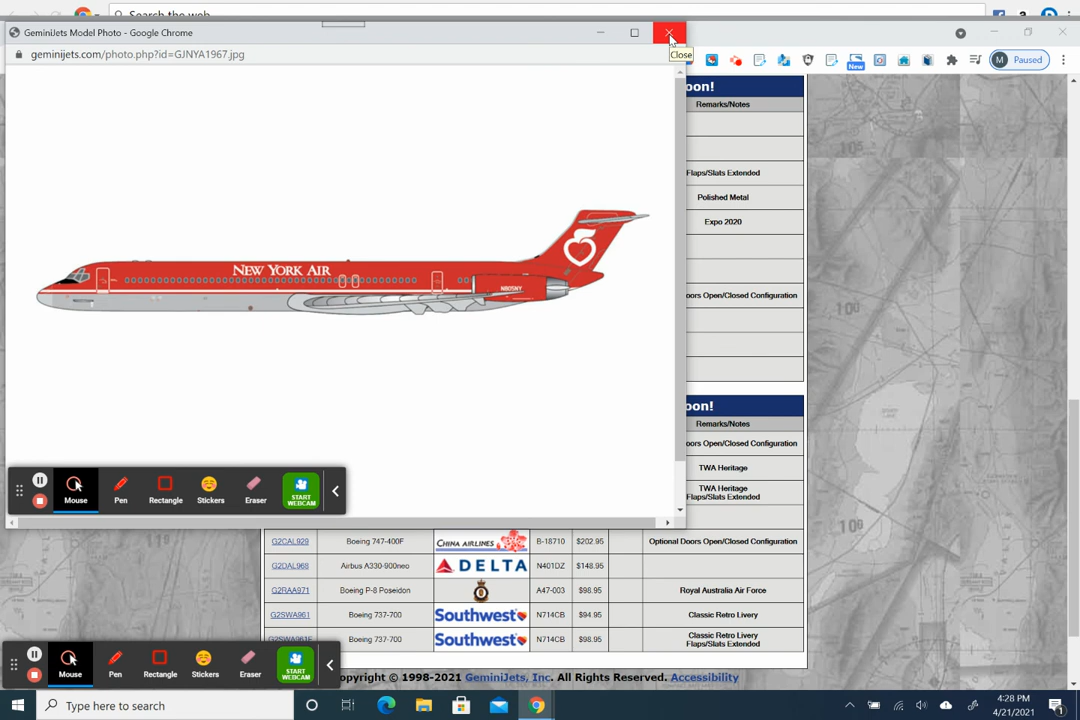 Search the web
GeminiJets Model Photo - Google Chrome
geminijets.com/photo.php?id=GJNYA1967.jpg
Close
New
M Paused
oon!
Remarks/Notes
Flaps/Slats Extended
Polished Metal
Expo 2020
oors Open/Closed Configuration
NEW YORK AIR
N805NY
oon!
Remarks/Notes
oors Open/Closed Configuration
TWA Heritage
TWA Heritage
Flaps/Slats Extended
Mouse Pen Rectangle Stickers Eraser START WEBCAM
G2CAL929 Boeing 747-400F CHINA AIRLINES B-18710 $202.95 Optional Doors Open/Closed Configuration
G2DAL968 Airbus A330-900neo DELTA N401DZ $148.95
G2RAA971 Boeing P-8 Poseidon A47-003 $98.95 Royal Australia Air Force
G2SWA961 Boeing 737-700 Southwest N714CB $94.95 Classic Retro Livery
G2SWA961F Boeing 737-700 Southwest N714CB $98.95 Classic Retro Livery
Flaps/Slats Extended
Mouse Pen Rectangle Stickers Eraser START WEBCAM
opyright © 1998-2021 GeminiJets, Inc. All Rights Reserved. Accessibility
Type here to search
4:28 PM
4/21/2021
1